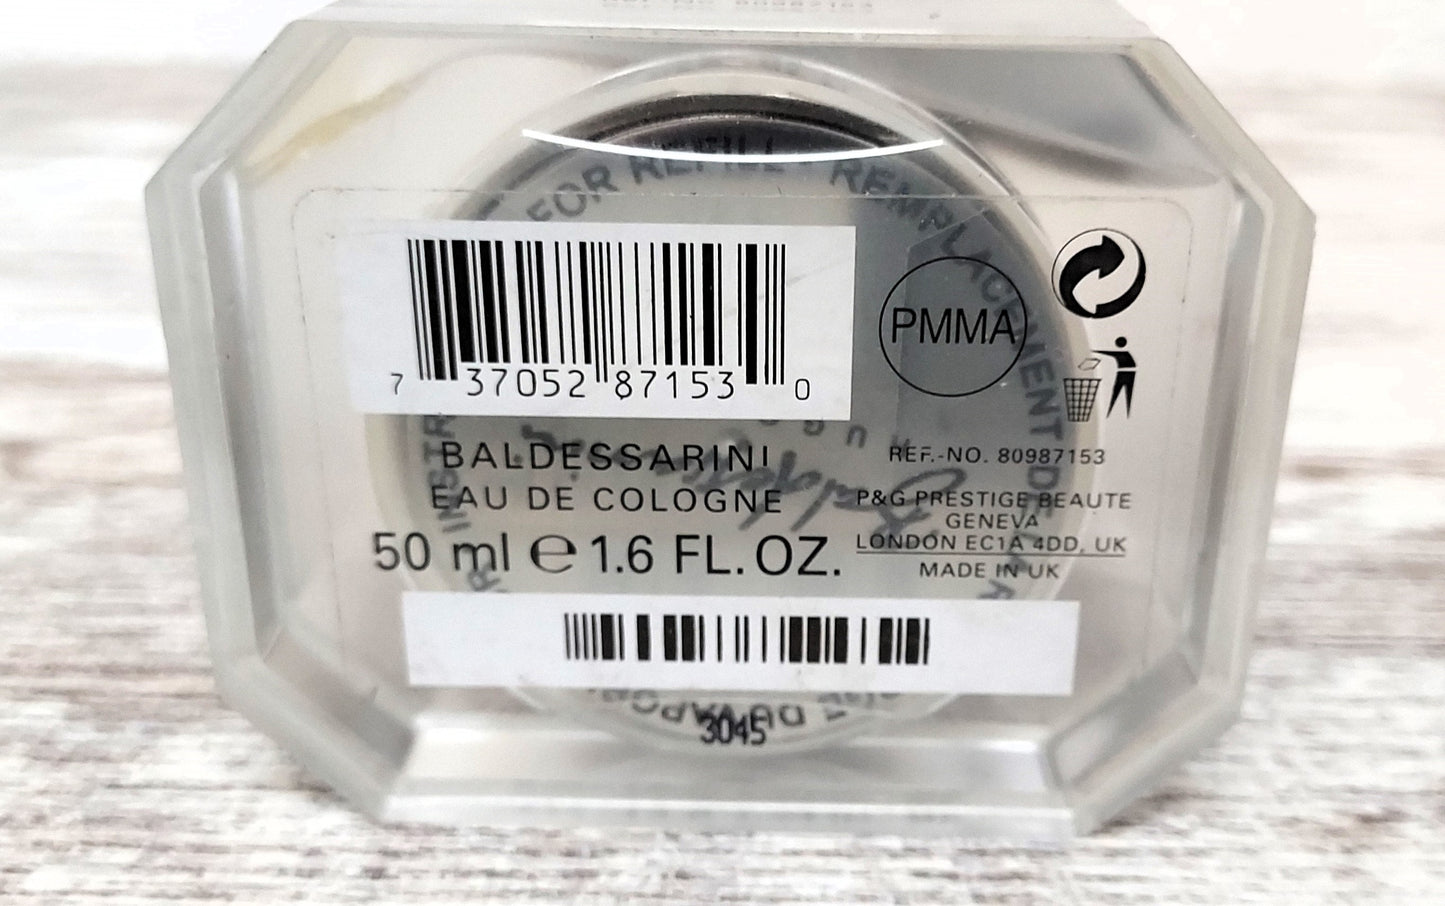 FOR REFILL
REMPLACEMENT DE
7 37052 87153 0
PMMA
BALDESSARINI
EAU DE COLOGNE
50 ml e 1.6 FL. OZ.
REF.-NO. 80987153
P&G PRESTIGE BEAUTE
GENEVA
LONDON EC1A 4DD, UK
MADE IN UK
3045